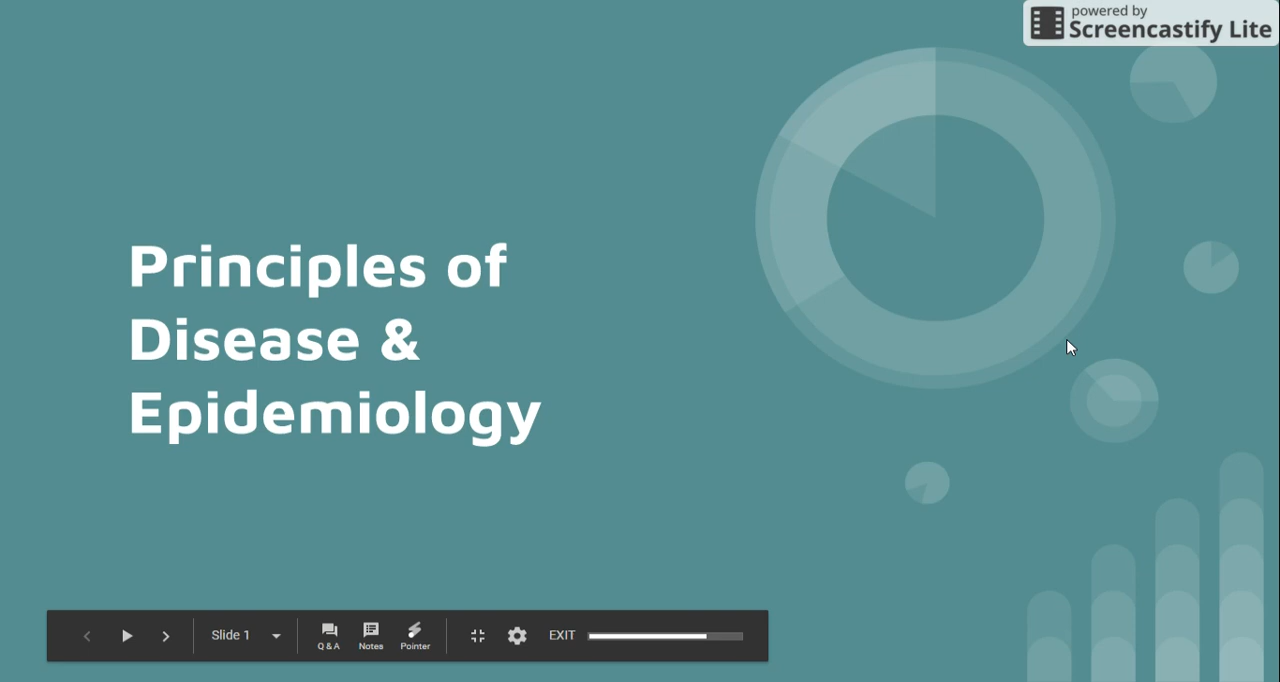 powered by
Screencastify Lite
Principles of
Disease &
Epidemiology
Slide 1
Q & A
Notes
Pointer
EXIT